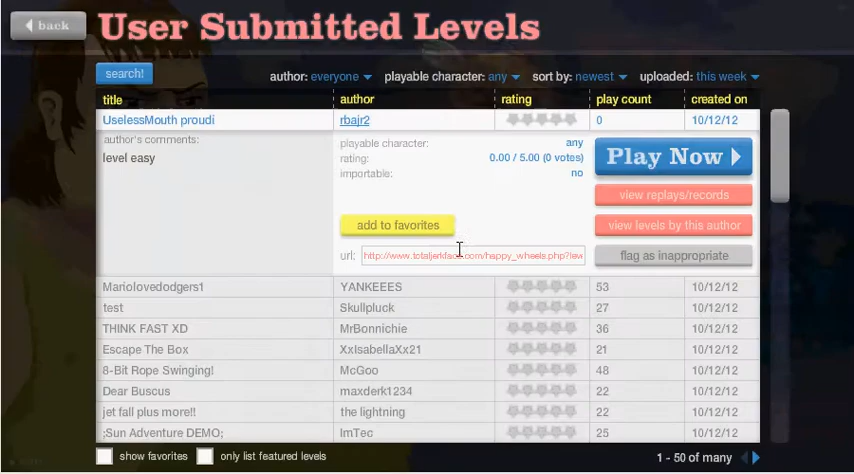 back
User Submitted Levels
search!
author: everyone playable character: any sort by: newest uploaded: this week
title author rating play count created on
UselessMouth proudi rbajr2 0 10/12/12
author's comments:
level easy
playable character: any
rating: 0.00 / 5.00 (0 votes)
importable: no
Play Now
view replays/records
add to favorites
view levels by this author
url: http://www.totaljerkface.com/happy_wheels.php?lev
flag as inappropriate
Mariolovedodgers1 YANKEEES 53 10/12/12
test Skullpluck 27 10/12/12
THINK FAST XD MrBonnichie 36 10/12/12
Escape The Box XxIsabellaXx21 21 10/12/12
8-Bit Rope Swinging! McGoo 48 10/12/12
Dear Buscus maxderk1234 22 10/12/12
jet fall plus more!! the lightning 22 10/12/12
;Sun Adventure DEMO; ImTec 25 10/12/12
show favorites only list featured levels 1 - 50 of many